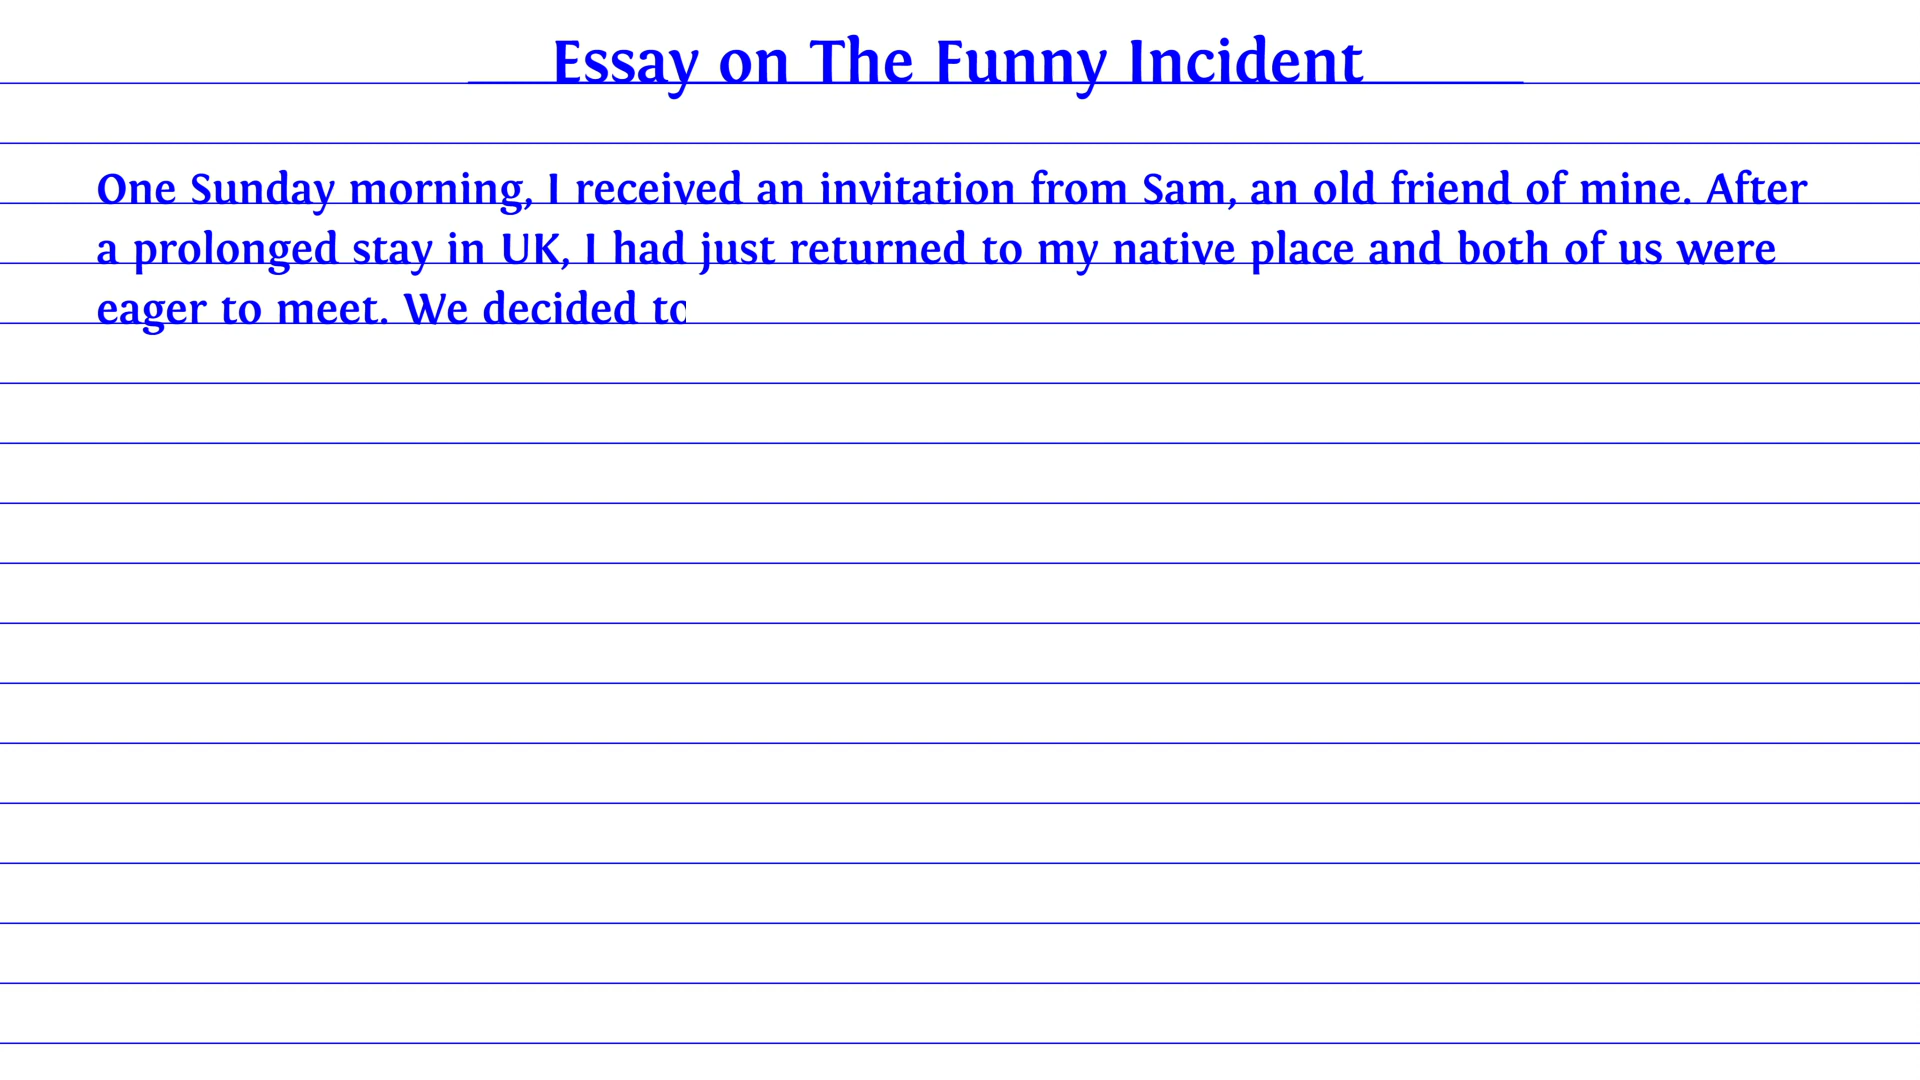 Essay on The Funny Incident
One Sunday morning, I received an invitation from Sam, an old friend of mine. After
a prolonged stay in UK, I had just returned to my native place and both of us were
eager to meet. We decided to